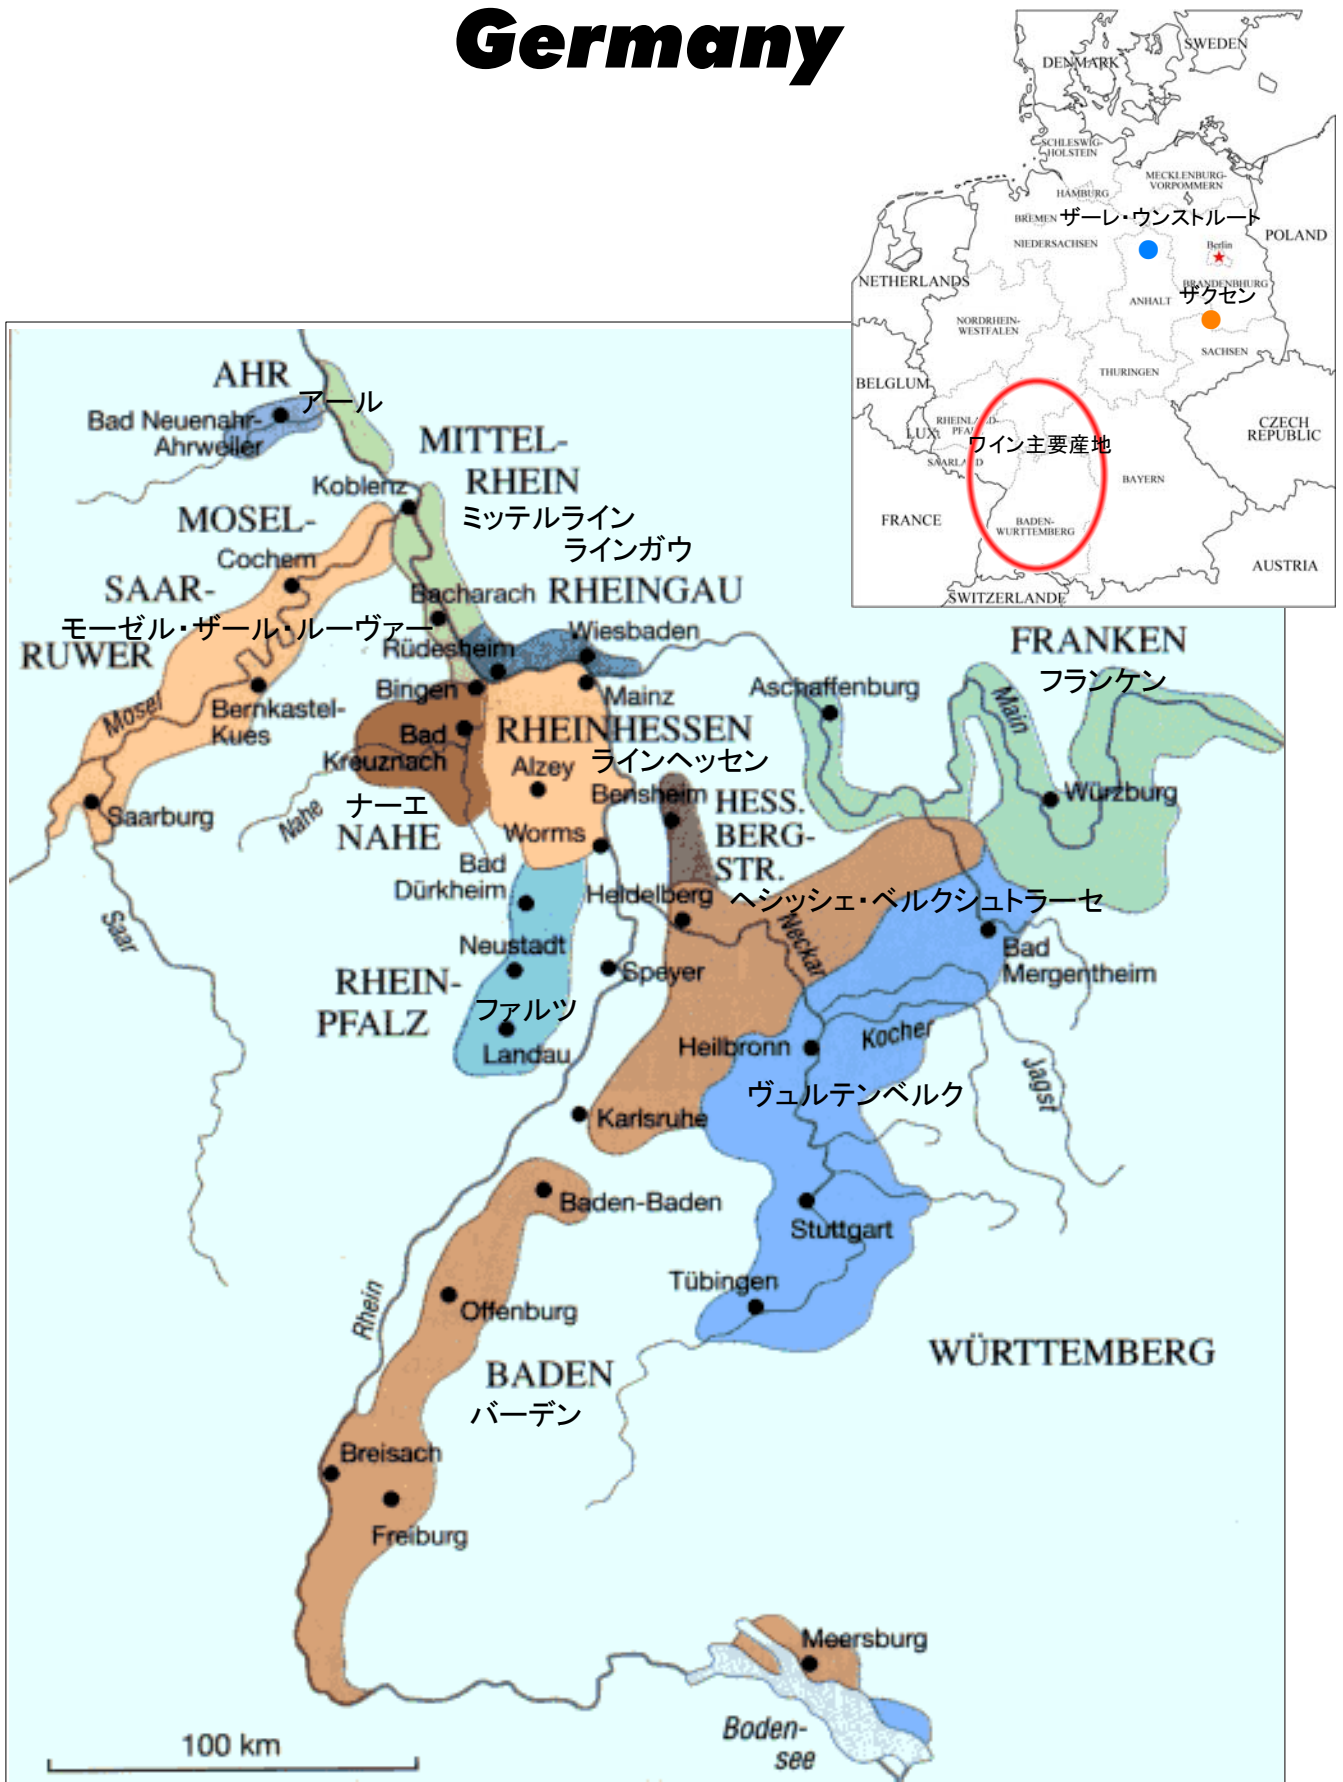 Germany
SWEDEN
DENMARK
SCHLESWIG-
HOLSTEIN
MECKLENBURG-
VORPOMMERN
HAMBURG
BREMEN
ザーレ・ウンストルート
POLAND
NIEDERSACHSEN
Berlin
NETHERLANDS
BRANDENBHURG
ザクセン
ANHALT
NORDRHEIN-
WESTFALEN
SACHSEN
THURINGEN
BELGLUM
CZECH
REPUBLIC
LUX.
ワイン主要産地
BAYERN
FRANCE
BADEN-
WURTTEMBERG
AUSTRIA
SWITZERLANDE
AHR
アール
Bad Neuenahr-
Ahrweiler
MITTEL-
RHEIN
ミッテルライン
Koblenz
MOSEL-
SAAR-
RUWER
モーゼル・ザール・ルーヴァー
Cochem
ラインガウ
RHEINGAU
Bacharach
Rüdesheim
Wiesbaden
Bingen
Mainz
Mosel
Bernkastel-
Kues
Bad
Kreuznach
RHEINHESSEN
ラインヘッセン
Alzey
Aschaffenburg
FRANKEN
フランケン
Main
Würzburg
Saarburg
Nahe
ナーエ
NAHE
Worms
Bensheim
HESS.
BERG-
STR.
ヘシッシェ・ベルクシュトラーセ
Bad
Dürkheim
Heidelberg
Neckar
Saar
Neustadt
Speyer
Bad
Mergentheim
RHEIN-
PFALZ
ファルツ
Landau
Heilbronn
Kocher
Jagst
ヴュルテンベルク
Karlsruhe
Baden-Baden
Stuttgart
Tübingen
Rhein
Offenburg
WÜRTTEMBERG
BADEN
バーデン
Breisach
Freiburg
Meersburg
Boden-
see
100 km